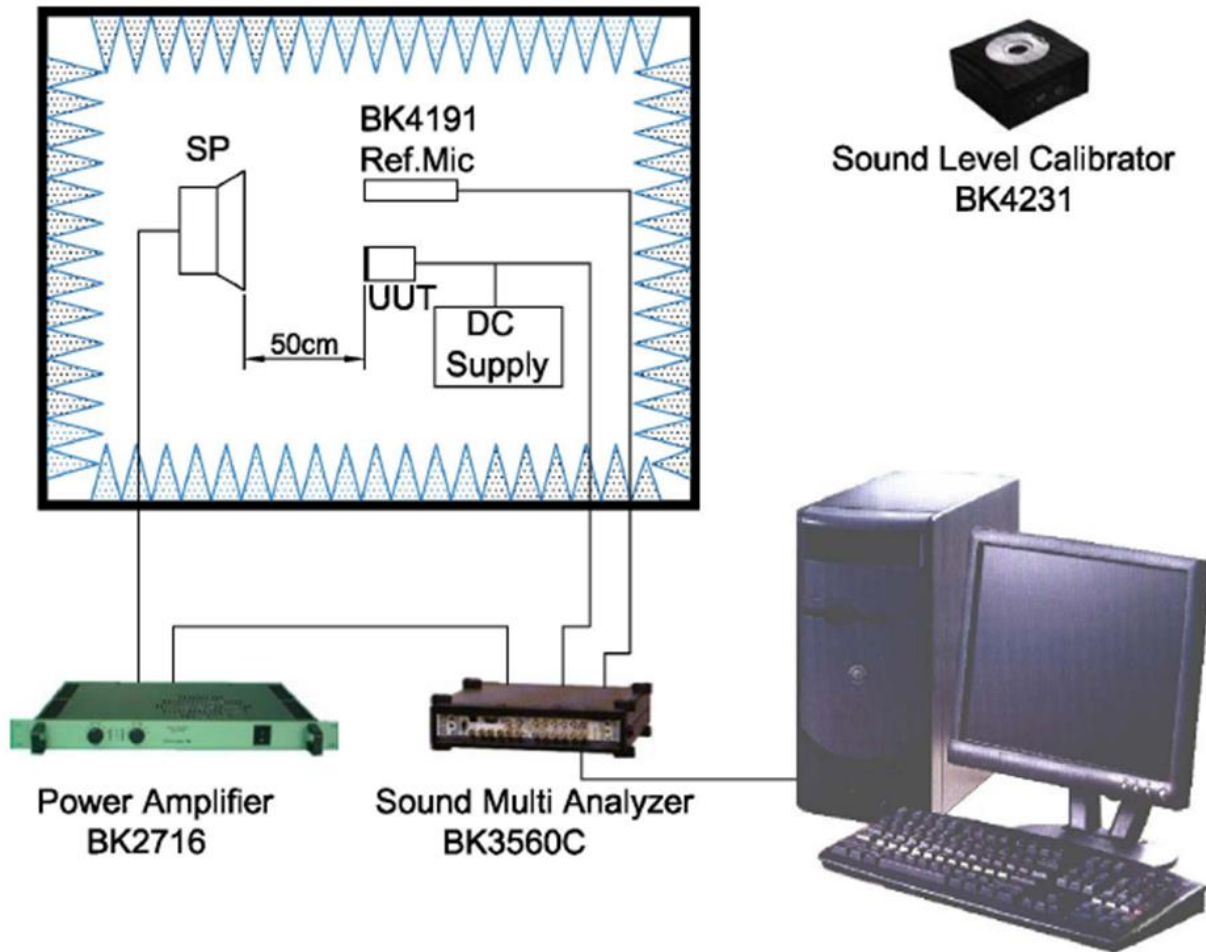 SP
BK4191
Ref.Mic
UUT
50cm
DC
Supply
Sound Level Calibrator
BK4231
Power Amplifier
BK2716
Sound Multi Analyzer
BK3560C